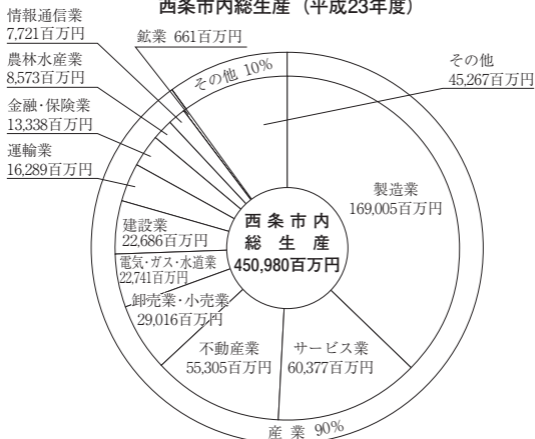 西条市内総生産（平成23年度）
情報通信業
7,721百万円
鉱業 661百万円
農林水産業
8,573百万円
金融・保険業
13,338百万円
運輸業
16,289百万円
その他 10%
その他
45,267百万円
製造業
169,005百万円
西条市内
総生産
450,980百万円
建設業
22,686百万円
電気・ガス・水道業
22,741百万円
卸売業・小売業
29,016百万円
不動産業
55,305百万円
サービス業
60,377百万円
産業 90%